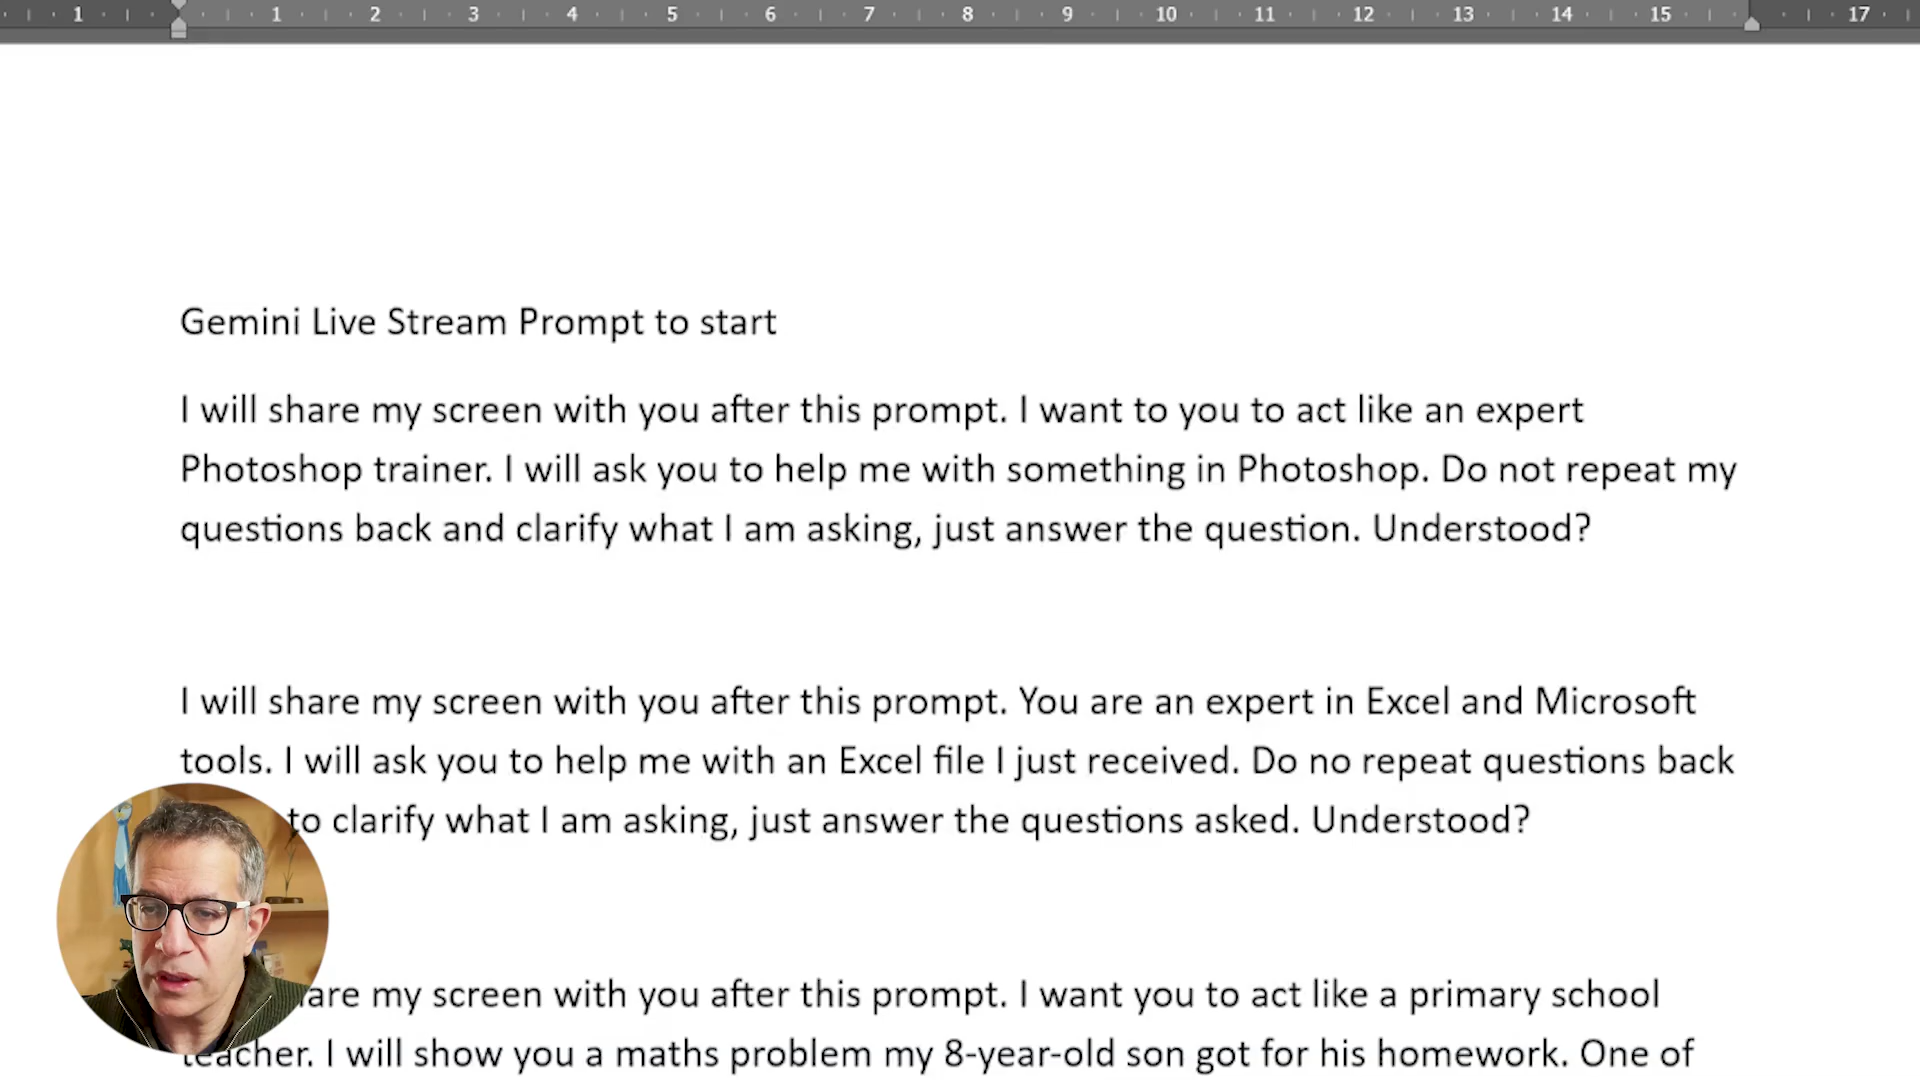 1 1 2 3 4 5 6 7 8 9 10 11 12 13 14 15 17
Gemini Live Stream Prompt to start
I will share my screen with you after this prompt. I want to you to act like an expert
Photoshop trainer. I will ask you to help me with something in Photoshop. Do not repeat my
questions back and clarify what I am asking, just answer the question. Understood?
I will share my screen with you after this prompt. You are an expert in Excel and Microsoft
tools. I will ask you to help me with an Excel file I just received. Do no repeat questions back
to clarify what I am asking, just answer the questions asked. Understood?
my screen with you after this prompt. I want you to act like a primary school
teacher. I will show you a maths problem my 8-year-old son got for his homework. One of